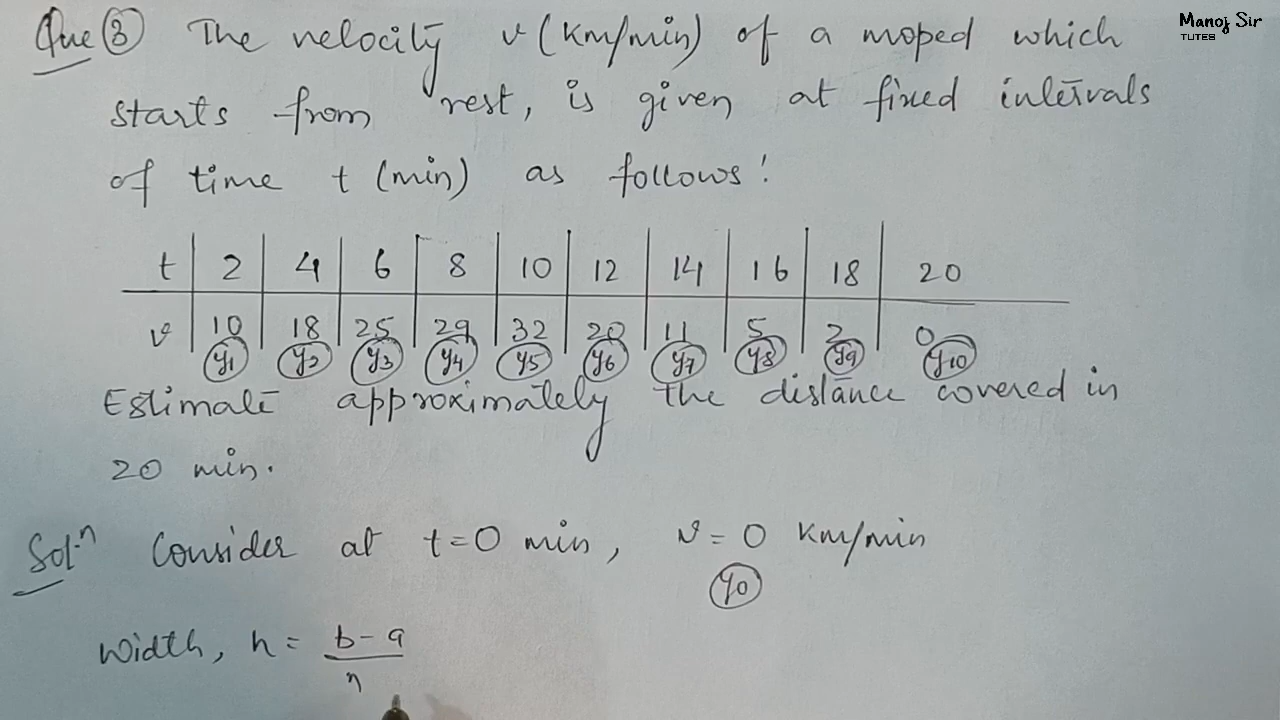 Manoj Sir
TUTES
Que ③ The velocity v (Km/min) of a moped which
starts from rest, is given at fixed intervals
of time t (min) as follows:
t 2 4 6 8 10 12 14 16 18 20
v 10 18 25 29 32 20 11 5 2 0
y1 y2 y3 y4 y5 y6 y7 y8 y9 y10
Estimate approximately the distance covered in
20 min.
Sol.n Consider at t=0 min, v=0 Km/min
y0
Width, h = b-a
n